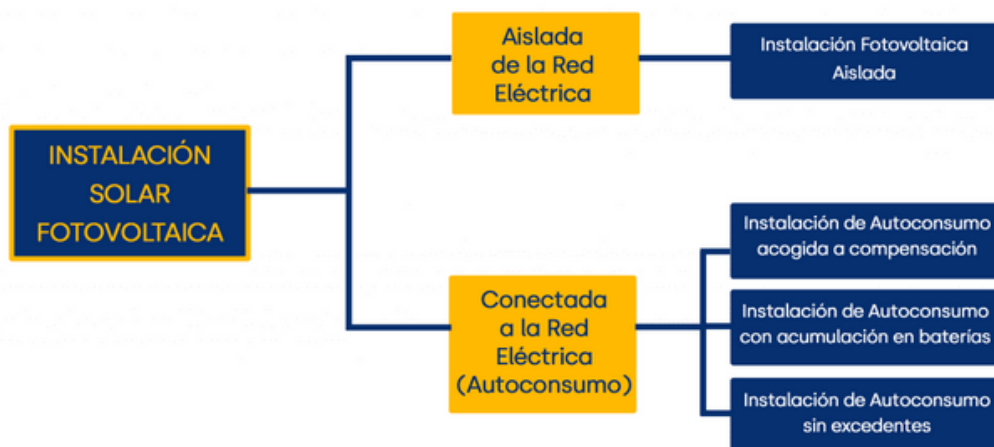 INSTALACIÓN
SOLAR
FOTOVOLTAICA
Aislada
de la Red
Eléctrica
Instalación Fotovoltaica
Aislada
Conectada
a la Red
Eléctrica
(Autoconsumo)
Instalación de Autoconsumo
acogida a compensación
Instalación de Autoconsumo
con acumulación en baterías
Instalación de Autoconsumo
sin excedentes